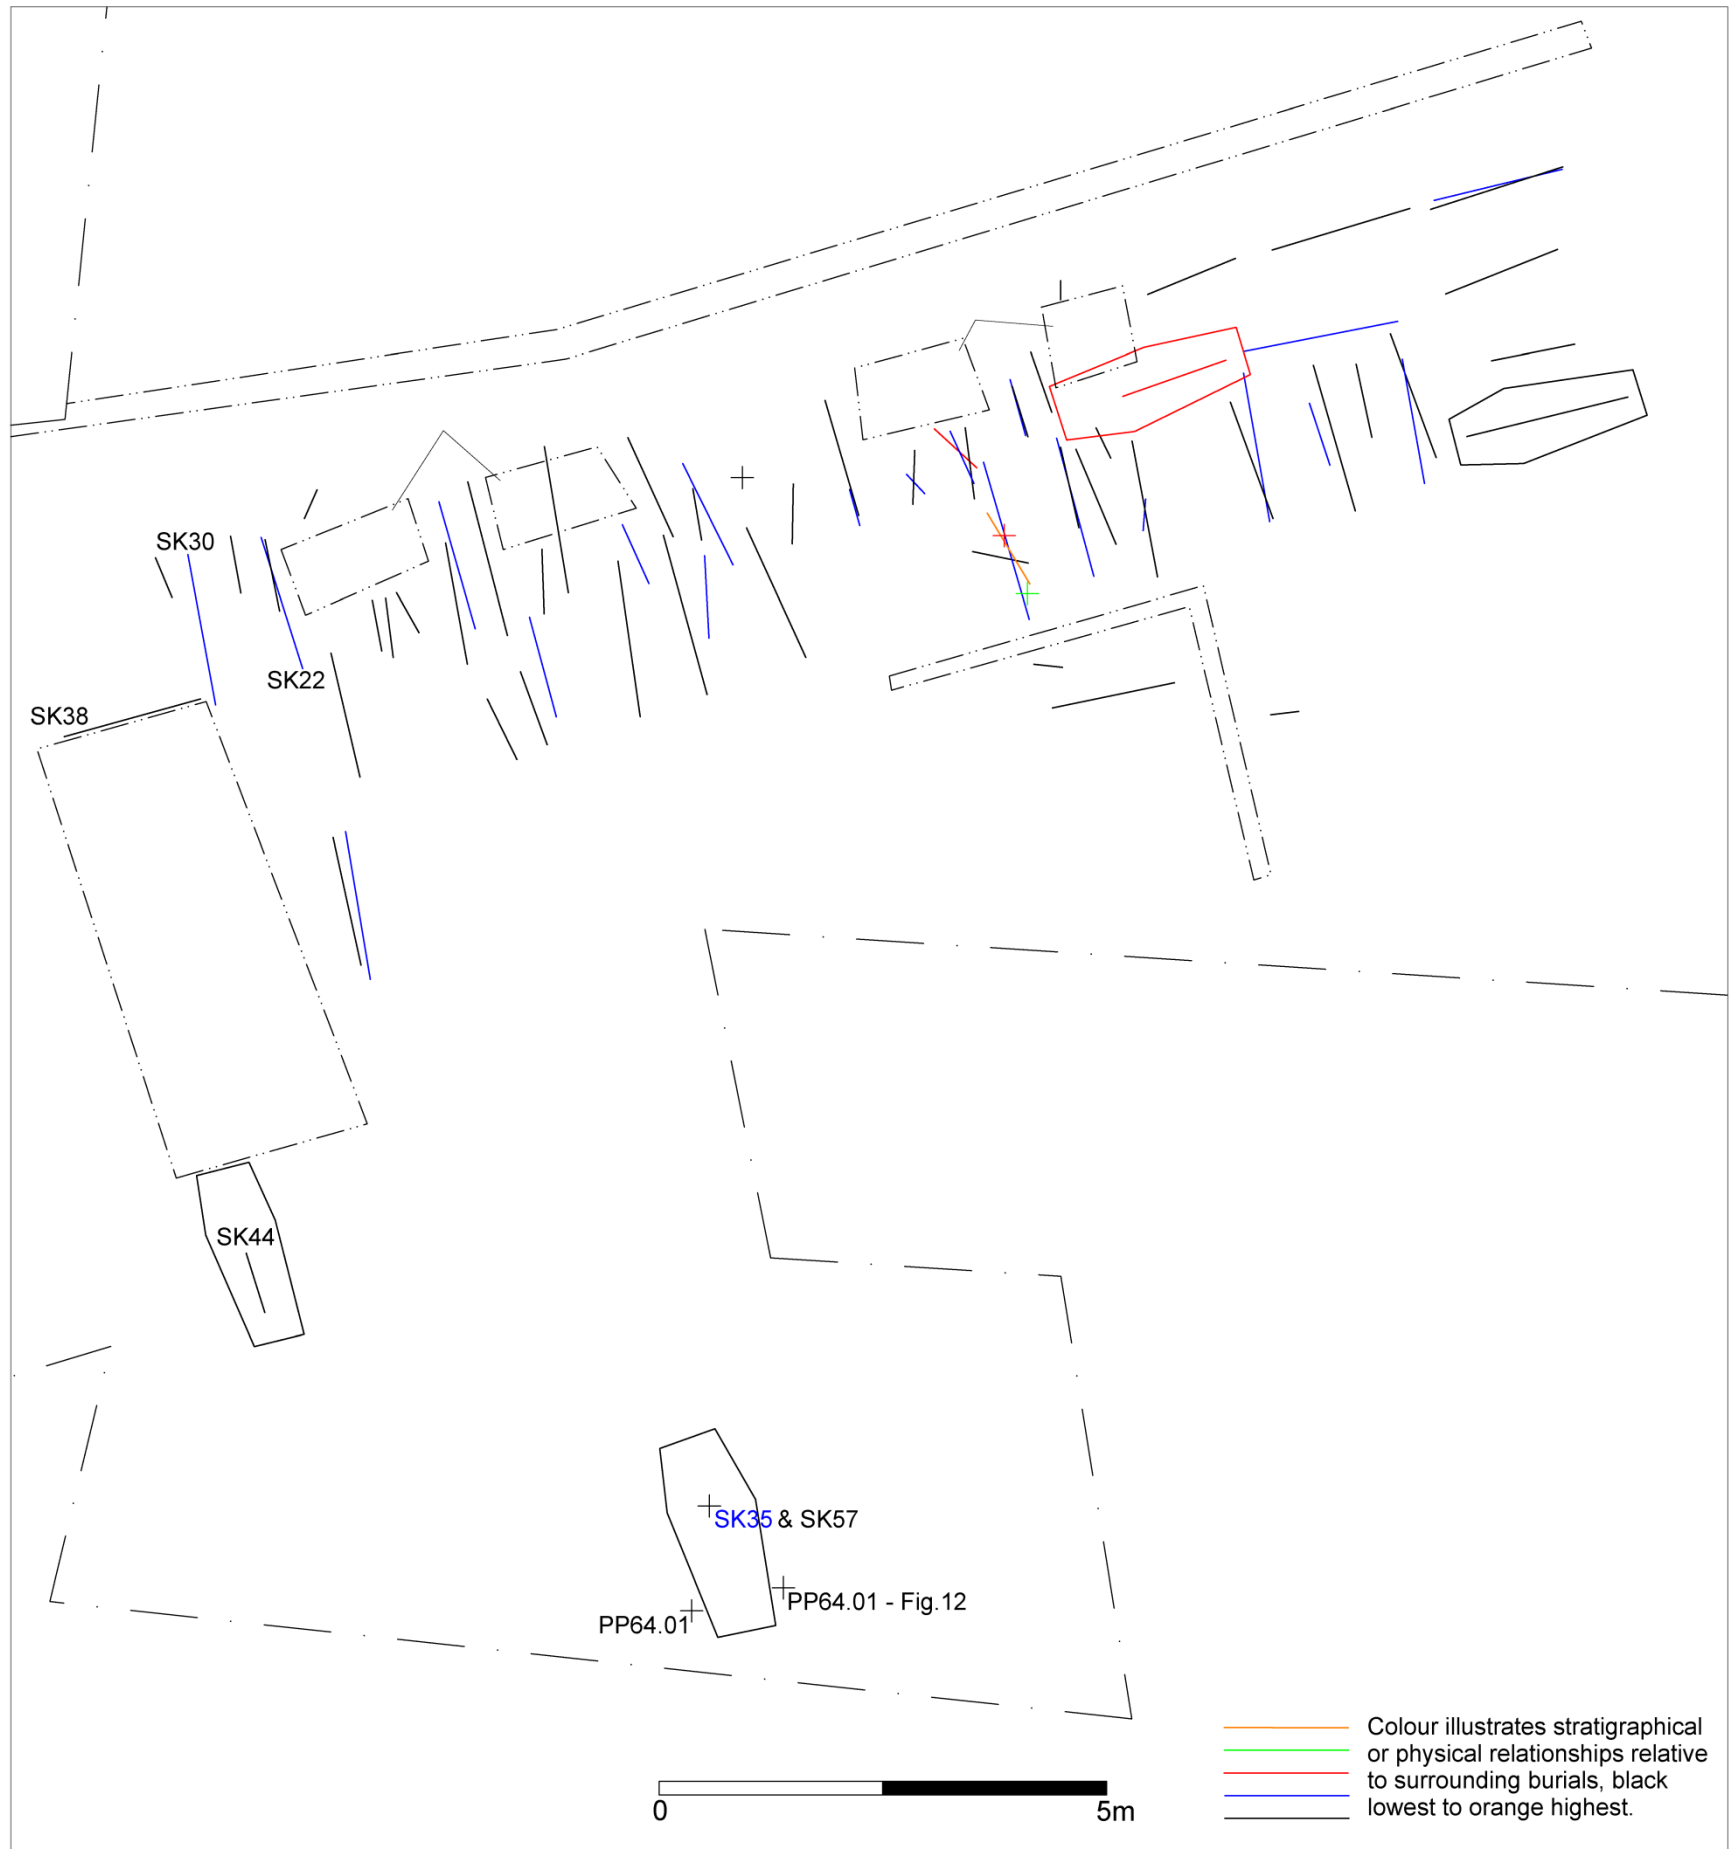 SK30
SK22
SK38
SK44
SK35 & SK57
PP64.01 - Fig.12
PP64.01
Colour illustrates stratigraphical
or physical relationships relative
to surrounding burials, black
lowest to orange highest.
0 5m